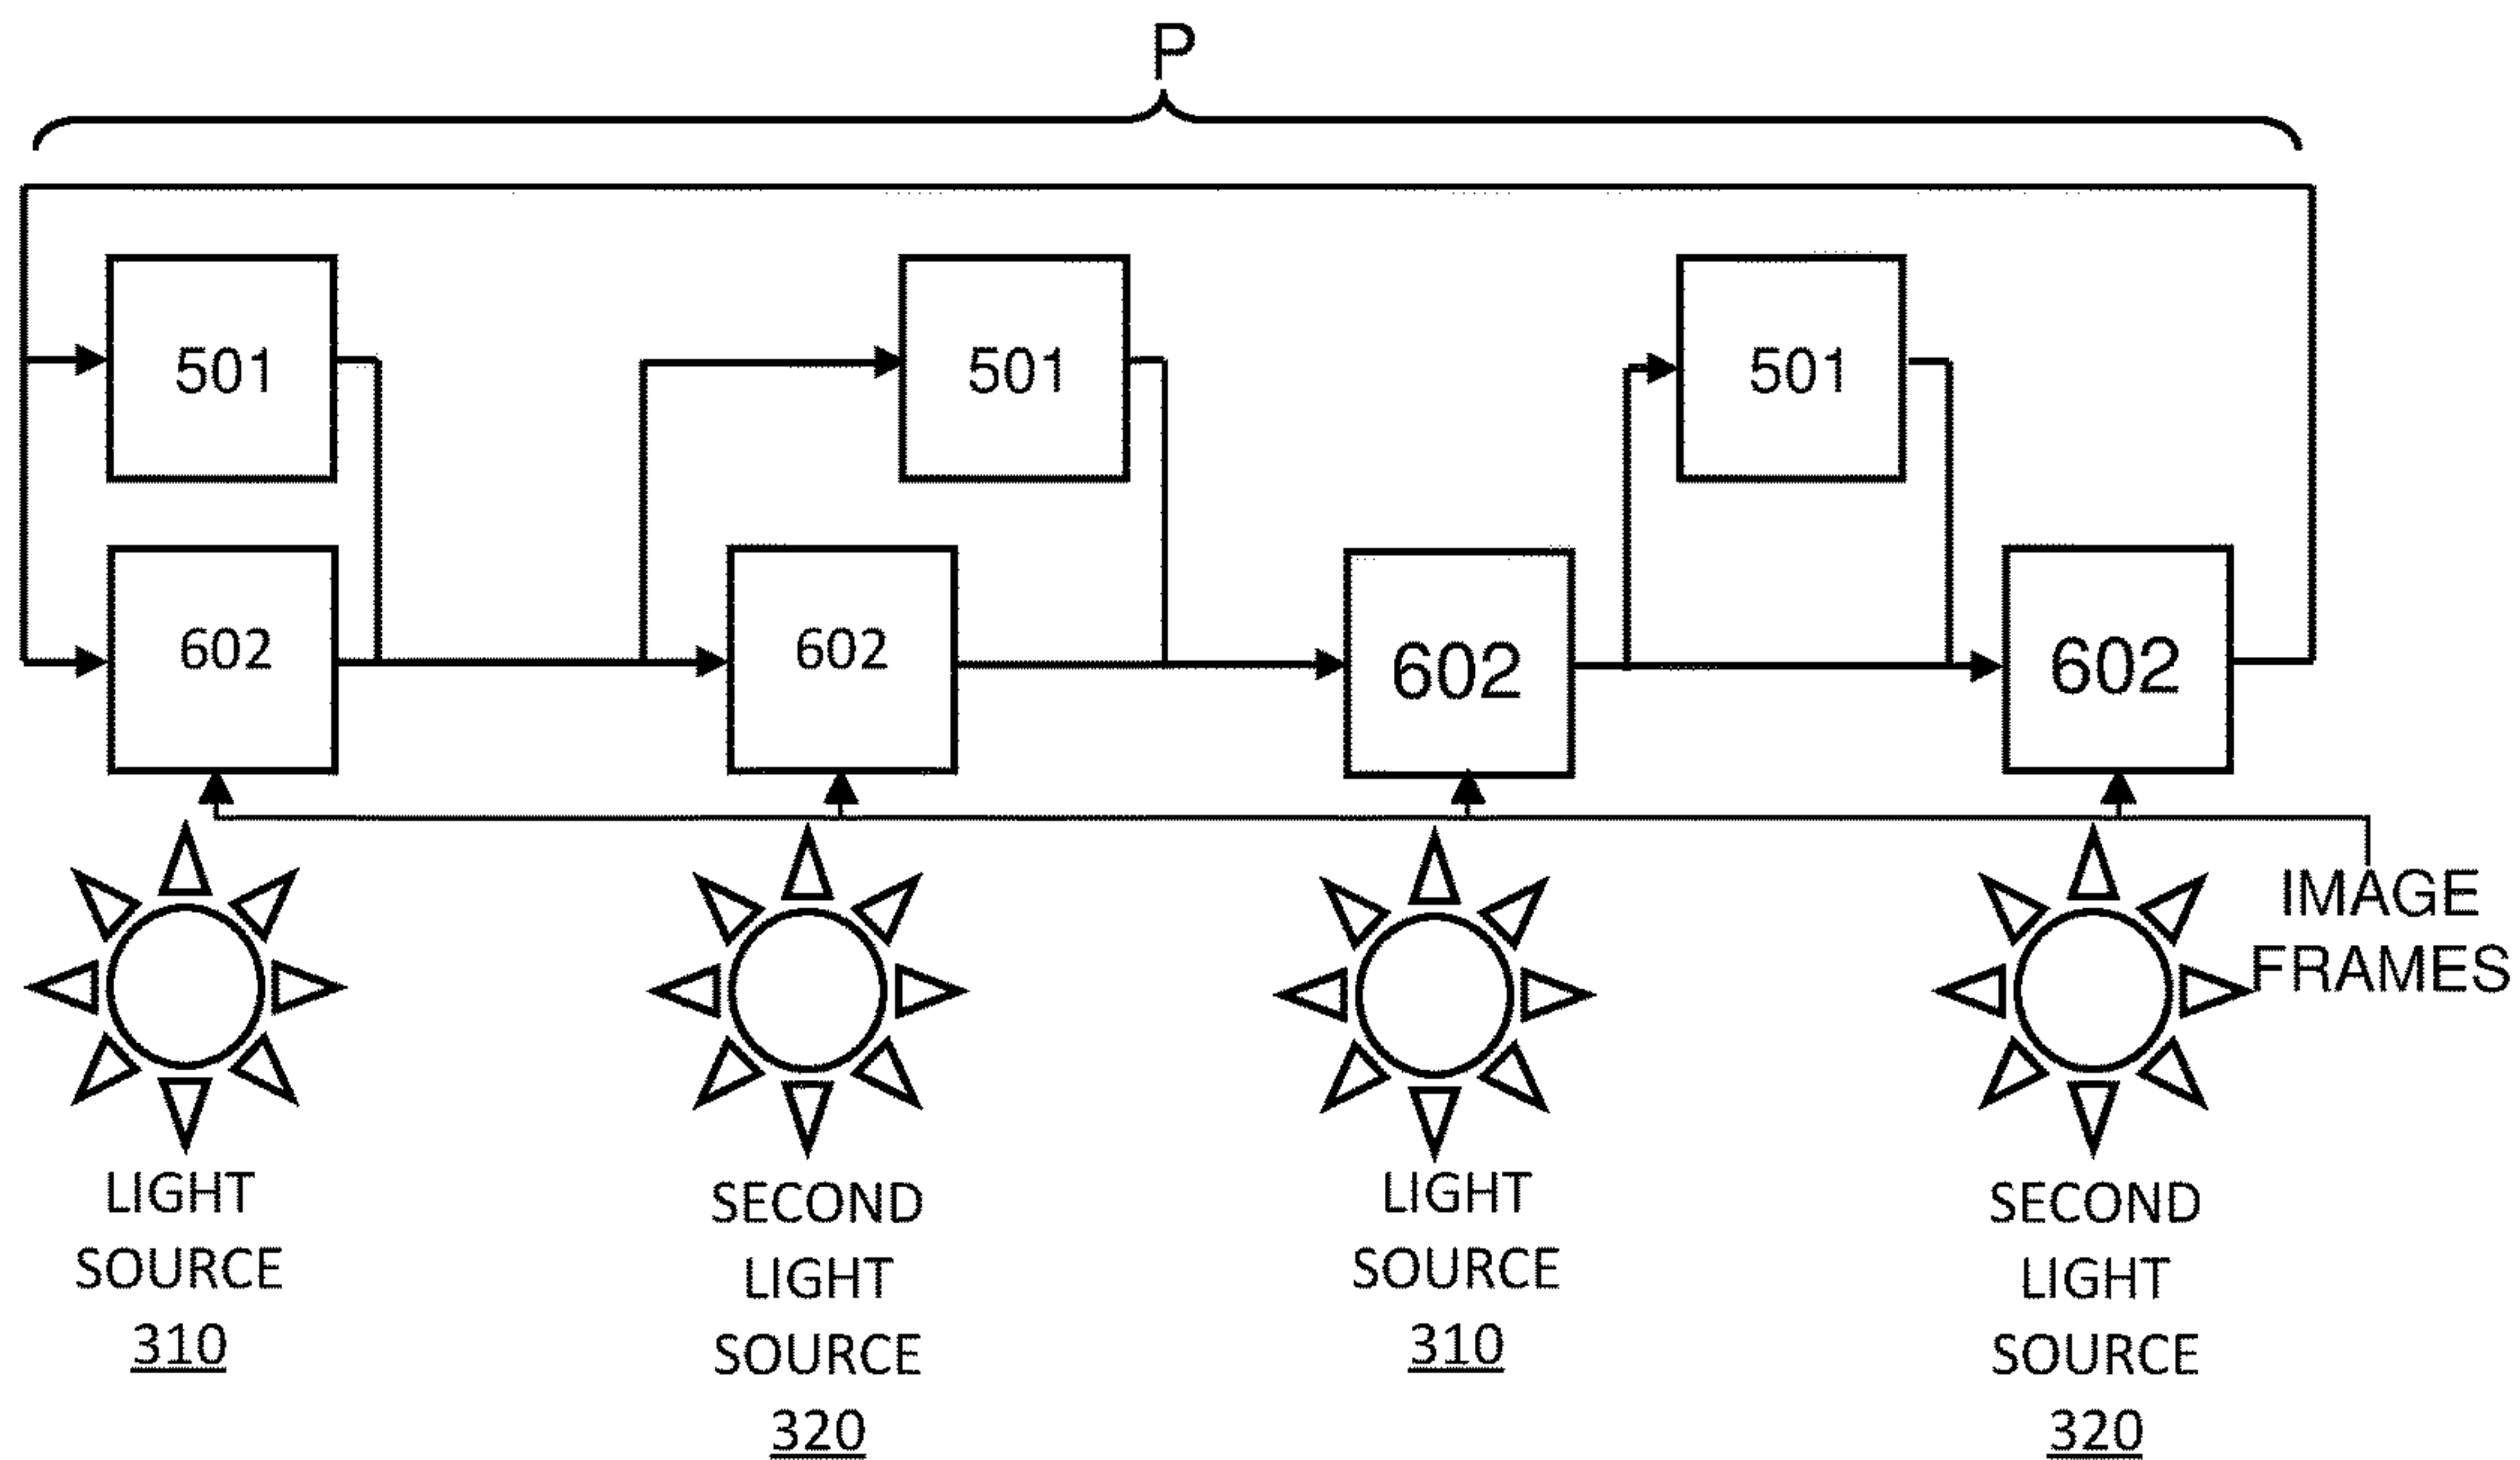 P
501
501
501
602
602
602
602
IMAGE
FRAMES
LIGHT
SOURCE
310
SECOND
LIGHT
SOURCE
320
LIGHT
SOURCE
310
SECOND
LIGHT
SOURCE
320